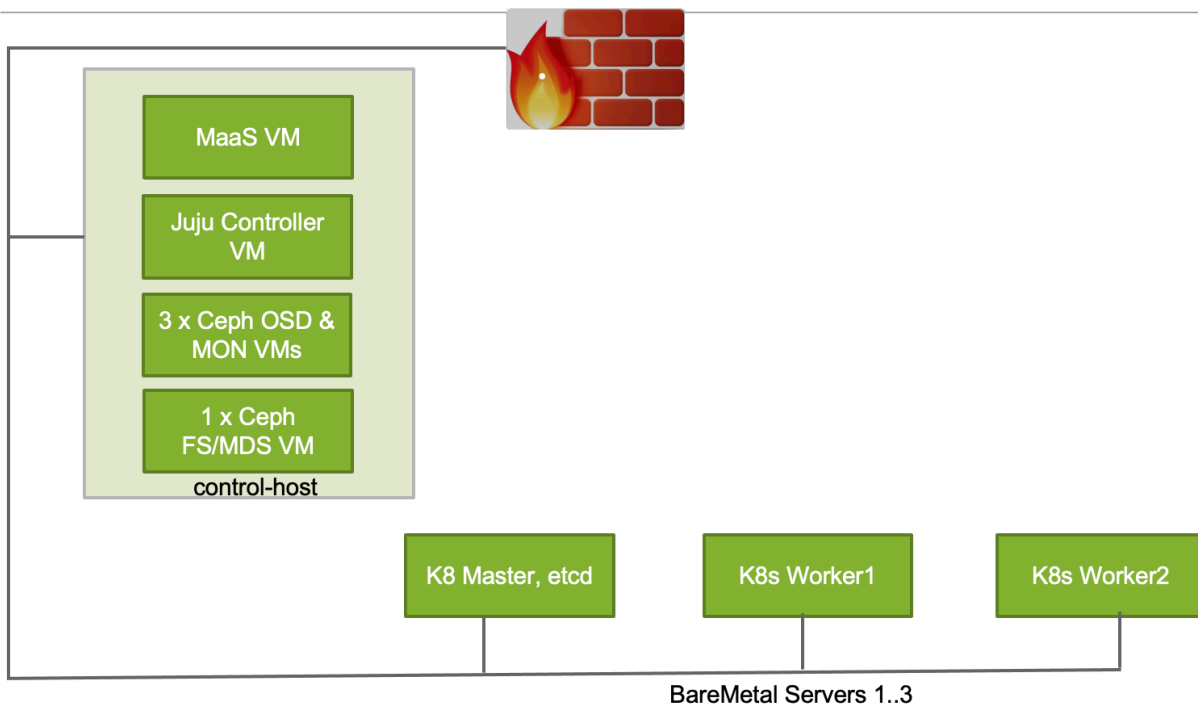 MaaS VM
Juju Controller
VM
3 x Ceph OSD &
MON VMs
1 x Ceph
FS/MDS VM
control-host
K8 Master, etcd
K8s Worker1
K8s Worker2
BareMetal Servers 1..3